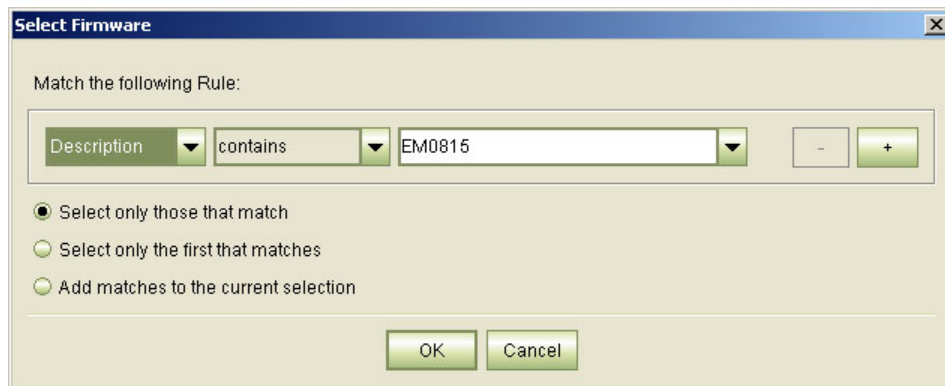 Select Firmware
Match the following Rule:
Description contains EM0815 - +
Select only those that match
Select only the first that matches
Add matches to the current selection
OK Cancel